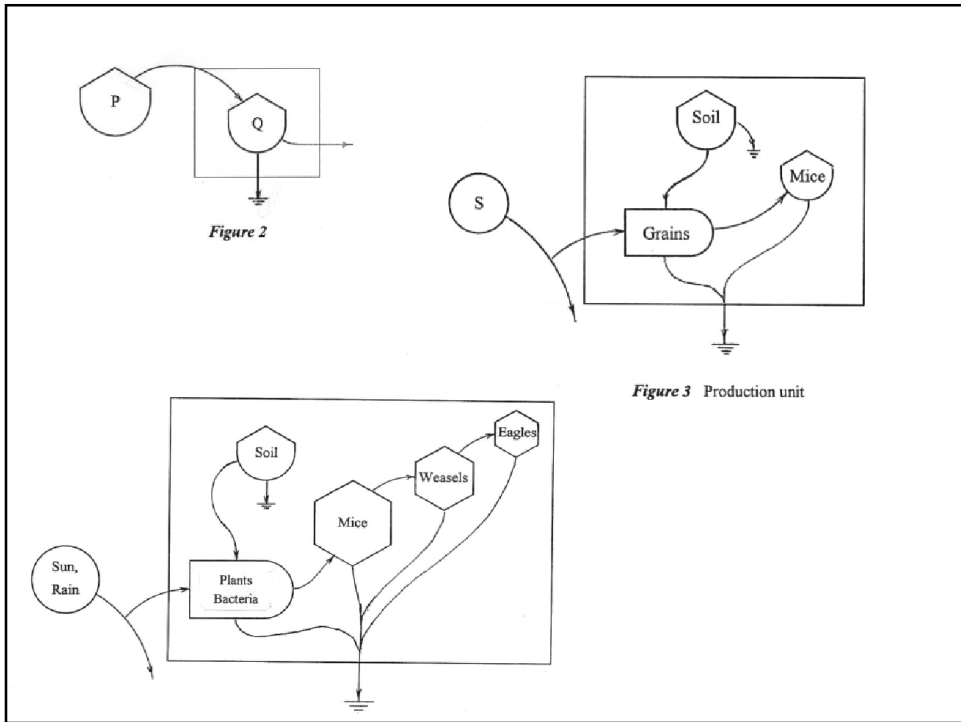 P
Q
Figure 2
Soil
Mice
S
Grains
Figure 3 Production unit
Eagles
Soil
Weasels
Mice
Sun,
Rain
Plants
Bacteria